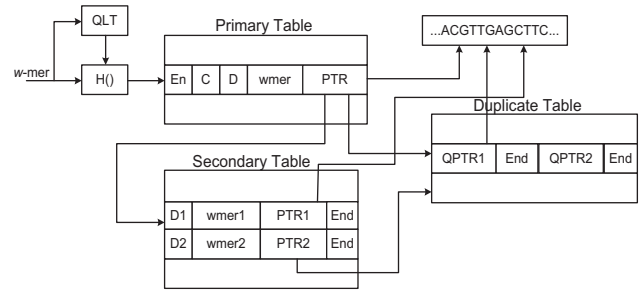 QLT
Primary Table
...ACGTTGAGCTTC...
w-mer
H()
En C D wmer PTR
Duplicate Table
QPTR1 End QPTR2 End
Secondary Table
D1 wmer1 PTR1 End
D2 wmer2 PTR2 End